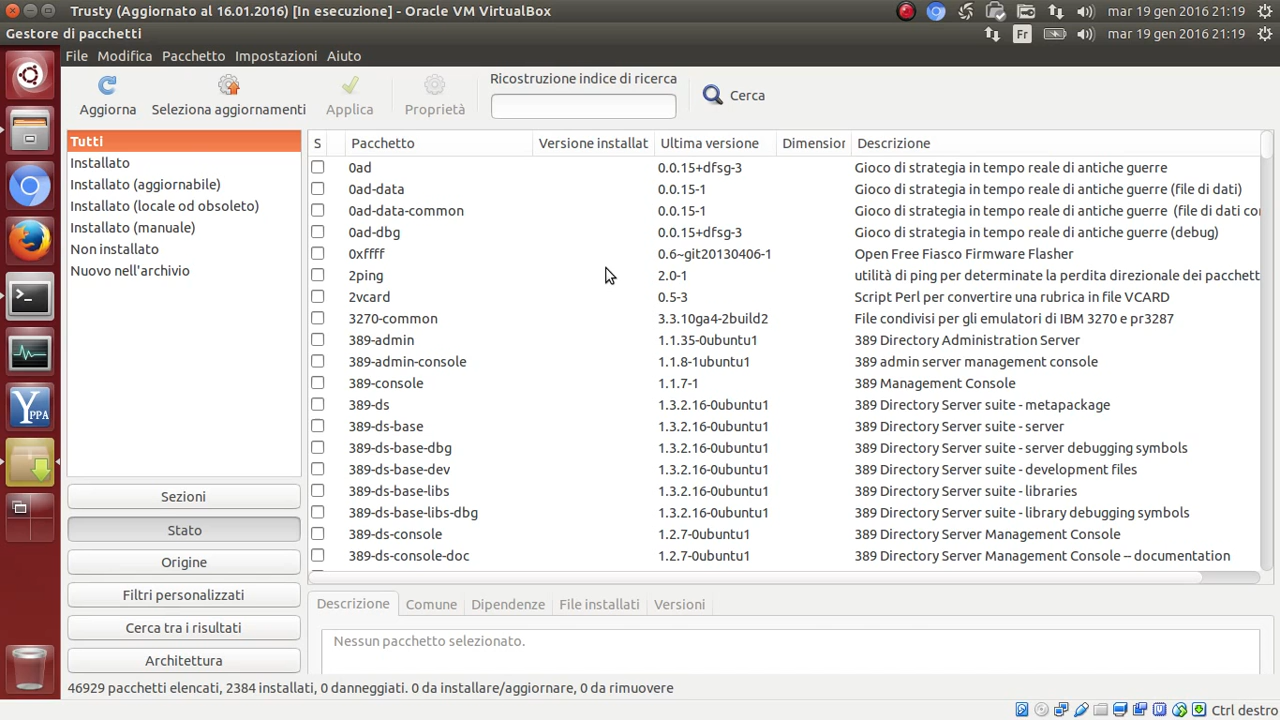 Trusty (Aggiornato al 16.01.2016) [In esecuzione] - Oracle VM VirtualBox
mar 19 gen 2016 21:19
Gestore di pacchetti
Fr
mar 19 gen 2016 21:19
File Modifica Pacchetto Impostazioni Aiuto
Aggiorna
Seleziona aggiornamenti
Applica
Proprietà
Ricostruzione indice di ricerca
Cerca
Tutti
Installato
Installato (aggiornabile)
Installato (locale od obsoleto)
Installato (manuale)
Non installato
Nuovo nell'archivio
Sezioni
Stato
Origine
Filtri personalizzati
Cerca tra i risultati
Architettura
S Pacchetto Versione installat Ultima versione Dimension Descrizione
0ad 0.0.15+dfsg-3 Gioco di strategia in tempo reale di antiche guerre
0ad-data 0.0.15-1 Gioco di strategia in tempo reale di antiche guerre (file di dati)
0ad-data-common 0.0.15-1 Gioco di strategia in tempo reale di antiche guerre (file di dati con
0ad-dbg 0.0.15+dfsg-3 Gioco di strategia in tempo reale di antiche guerre (debug)
0xffff 0.6~git20130406-1 Open Free Fiasco Firmware Flasher
2ping 2.0-1 utilità di ping per determinate la perdita direzionale dei pacchett
2vcard 0.5-3 Script Perl per convertire una rubrica in file VCARD
3270-common 3.3.10ga4-2build2 File condivisi per gli emulatori di IBM 3270 e pr3287
389-admin 1.1.35-0ubuntu1 389 Directory Administration Server
389-admin-console 1.1.8-1ubuntu1 389 admin server management console
389-console 1.1.7-1 389 Management Console
389-ds 1.3.2.16-0ubuntu1 389 Directory Server suite - metapackage
389-ds-base 1.3.2.16-0ubuntu1 389 Directory Server suite - server
389-ds-base-dbg 1.3.2.16-0ubuntu1 389 Directory Server suite - server debugging symbols
389-ds-base-dev 1.3.2.16-0ubuntu1 389 Directory Server suite - development files
389-ds-base-libs 1.3.2.16-0ubuntu1 389 Directory Server suite - libraries
389-ds-base-libs-dbg 1.3.2.16-0ubuntu1 389 Directory Server suite - library debugging symbols
389-ds-console 1.2.7-0ubuntu1 389 Directory Server Management Console
389-ds-console-doc 1.2.7-0ubuntu1 389 Directory Server Management Console -- documentation
Descrizione Comune Dipendenze File installati Versioni
Nessun pacchetto selezionato.
46929 pacchetti elencati, 2384 installati, 0 danneggiati. 0 da installare/aggiornare, 0 da rimuovere
Y PPA
Ctrl destro